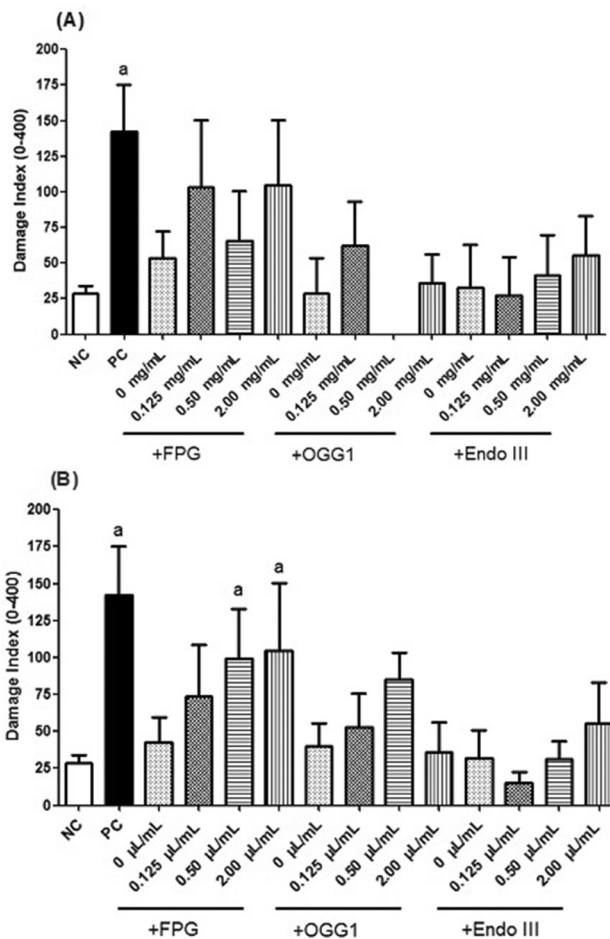 (A)
Damage Index (0-400)
200
175
150
125
100
75
50
25
0
a
NC
PC
0 mg/mL
0.125 mg/mL
0.50 mg/mL
2.00 mg/mL
0 mg/mL
0.125 mg/mL
0.50 mg/mL
2.00 mg/mL
0 mg/mL
0.125 mg/mL
0.50 mg/mL
2.00 mg/mL
+FPG
+OGG1
+Endo III
(B)
Damage Index (0-400)
200
175
150
125
100
75
50
25
0
a
a
a
NC
PC
0 µL/mL
0.125 µL/mL
0.50 µL/mL
2.00 µL/mL
0 µL/mL
0.125 µL/mL
0.50 µL/mL
2.00 µL/mL
0 µL/mL
0.125 µL/mL
0.50 µL/mL
2.00 µL/mL
+FPG
+OGG1
+Endo III